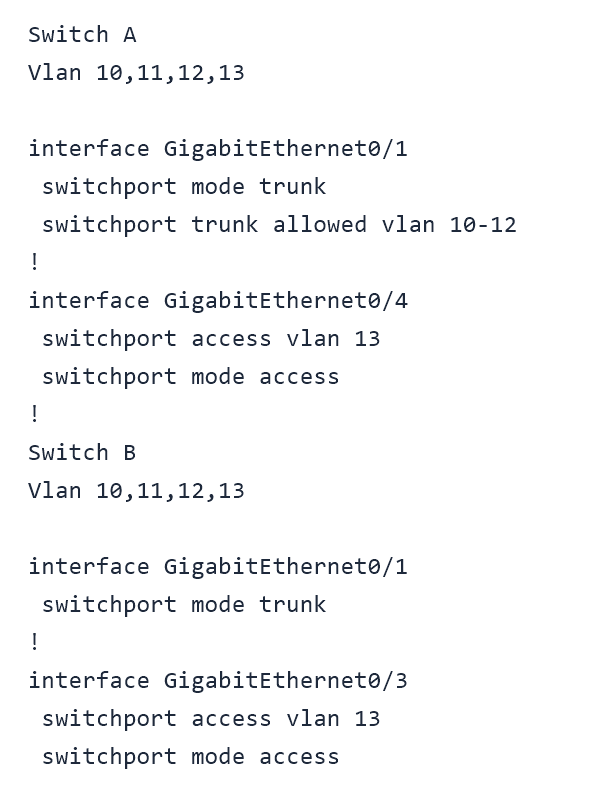 Switch A
Vlan 10,11,12,13
interface GigabitEthernet0/1
switchport mode trunk
switchport trunk allowed vlan 10-12
!
interface GigabitEthernet0/4
switchport access vlan 13
switchport mode access
!
Switch B
Vlan 10,11,12,13
interface GigabitEthernet0/1
switchport mode trunk
!
interface GigabitEthernet0/3
switchport access vlan 13
switchport mode access